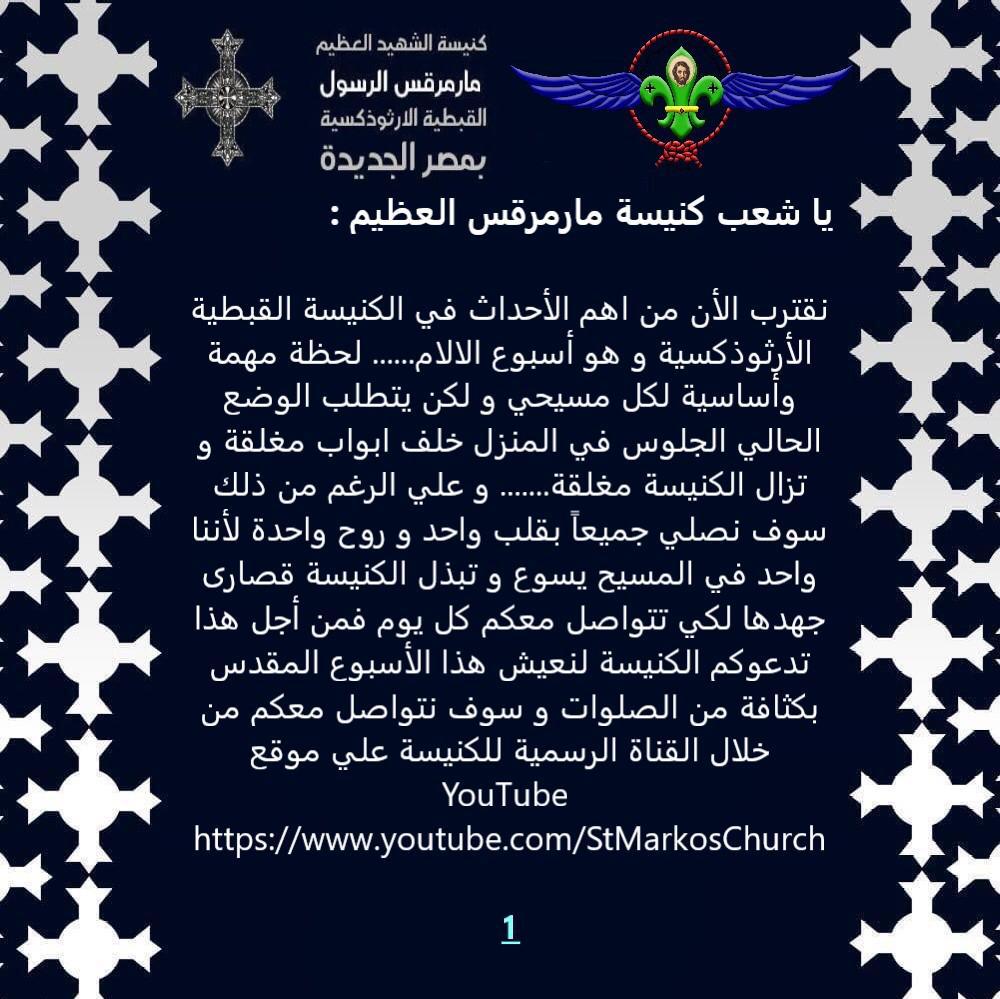 كنيسة الشهيد العظيم
مارمرقس الرسول
القبطية الارثوذكسية
بمصر الجديدة
يا شعب كنيسة مارمرقس العظيم :
نقترب الأن من اهم الأحداث في الكنيسة القبطية
الأرثوذكسية و هو أسبوع الالام...... لحظة مهمة
وأساسية لكل مسيحي و لكن يتطلب الوضع
الحالي الجلوس في المنزل خلف ابواب مغلقة و
تزال الكنيسة مغلقة....... و علي الرغم من ذلك
سوف نصلي جميعاً بقلب واحد و روح واحدة لأننا
واحد في المسيح يسوع و تبذل الكنيسة قصارى
جهدها لكي تتواصل معكم كل يوم فمن أجل هذا
تدعوكم الكنيسة لنعيش هذا الأسبوع المقدس
بكثافة من الصلوات و سوف نتواصل معكم من
خلال القناة الرسمية للكنيسة علي موقع
YouTube
https://www.youtube.com/StMarkosChurch
1